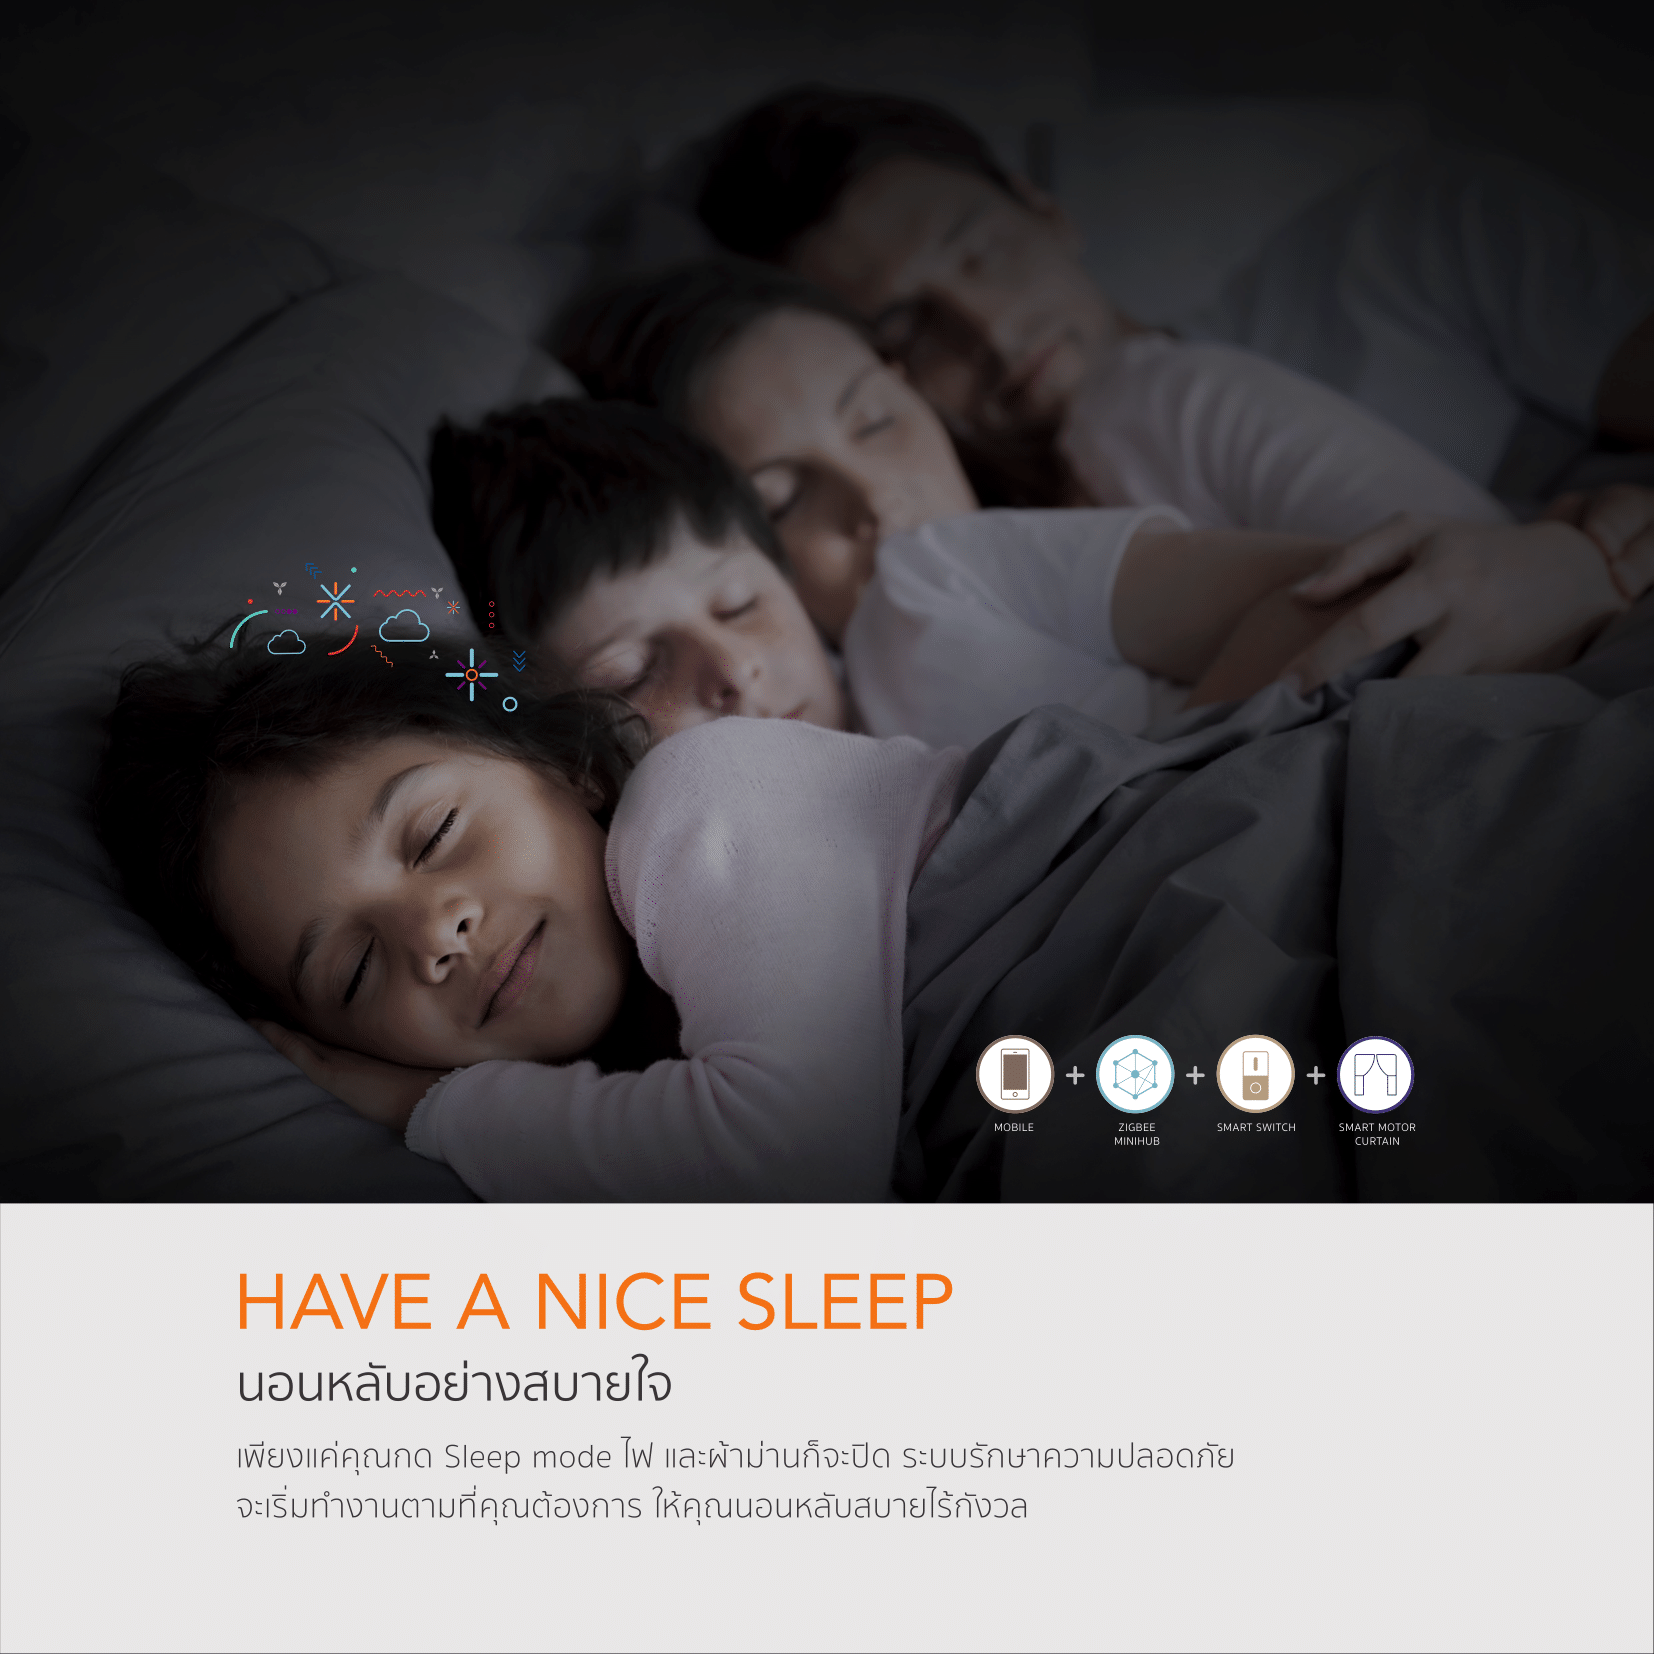 MOBILE
+
ZIGBEE
MINIHUB
+
SMART SWITCH
+
SMART MOTOR
CURTAIN
HAVE A NICE SLEEP
นอนหลับอย่างสบายใจ
เพียงแค่คุณกด Sleep mode ไฟ และผ้าม่านก็จะปิด ระบบรักษาความปลอดภัย
จะเริ่มทำงานตามที่คุณต้องการ ให้คุณนอนหลับสบายไร้กังวล